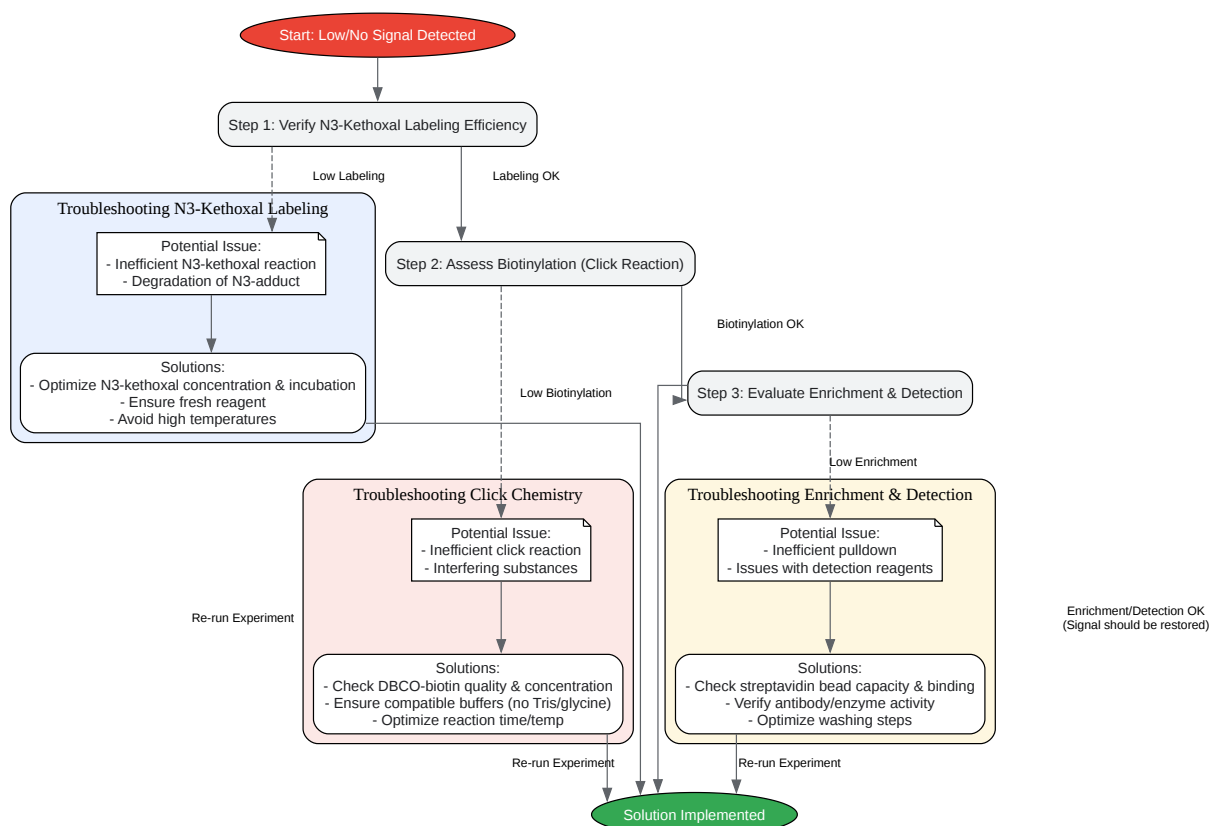 Start: Low/No Signal Detected
Step 1: Verify N3-Kethoxal Labeling Efficiency
Low Labeling
Labeling OK
Troubleshooting N3-Kethoxal Labeling
Potential Issue:
- Inefficient N3-kethoxal reaction
- Degradation of N3-adduct
Solutions:
- Optimize N3-kethoxal concentration & incubation
- Ensure fresh reagent
- Avoid high temperatures
Step 2: Assess Biotinylation (Click Reaction)
Biotinylation OK
Low Biotinylation
Step 3: Evaluate Enrichment & Detection
Low Enrichment
Troubleshooting Click Chemistry
Potential Issue:
- Inefficient click reaction
- Interfering substances
Solutions:
- Check DBCO-biotin quality & concentration
- Ensure compatible buffers (no Tris/glycine)
- Optimize reaction time/temp
Troubleshooting Enrichment & Detection
Potential Issue:
- Inefficient pulldown
- Issues with detection reagents
Solutions:
- Check streptavidin bead capacity & binding
- Verify antibody/enzyme activity
- Optimize washing steps
Re-run Experiment
Enrichment/Detection OK
(Signal should be restored)
Re-run Experiment
Re-run Experiment
Solution Implemented